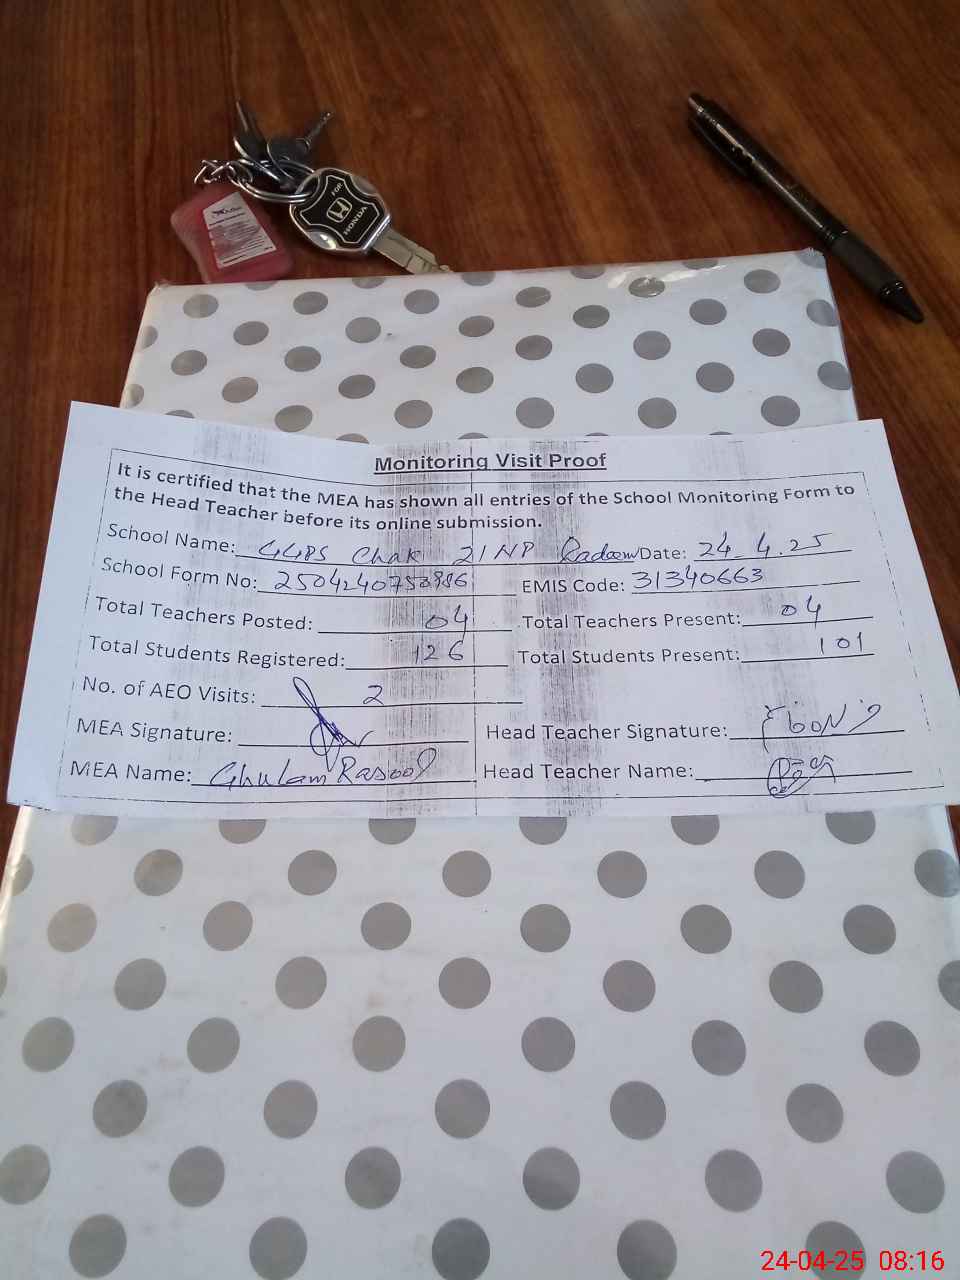 FOR
HONDA
Monitoring Visit Proof
It is certified that the MEA has shown all entries of the School Monitoring Form to
the Head Teacher before its online submission.
School Name: GGPS Chak 21 NP Date: 24.4.25
School Form No: EMIS Code: 31340663
Total Teachers Posted: 04 Total Teachers Present: 04
Total Students Registered: 126 Total Students Present: 101
No. of AEO Visits: 2
MEA Signature: Head Teacher Signature:
MEA Name: Ghulam Rasool Head Teacher Name:
24-04-25 08:16